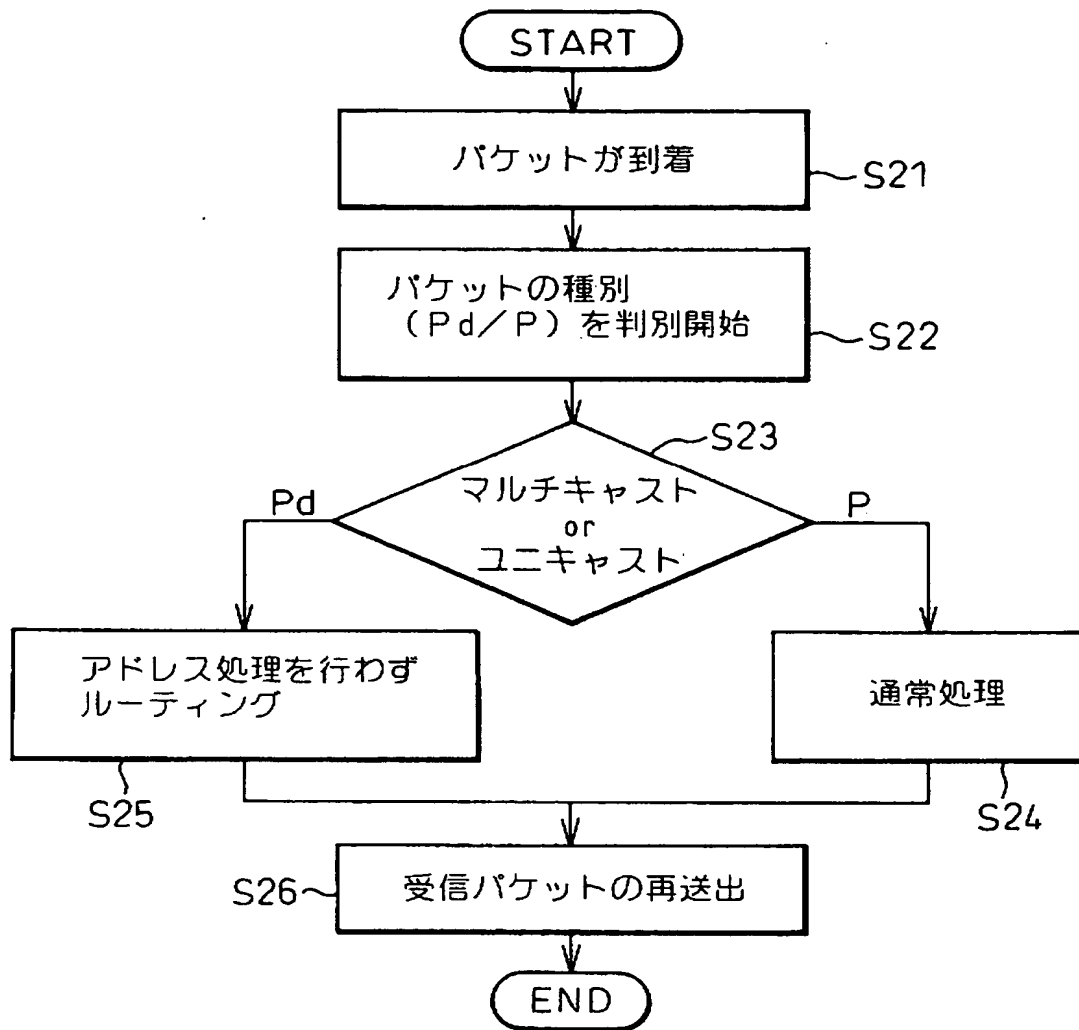 START
パケットが到着
S21
パケットの種別
(Pd/P)を判別開始
S22
S23
マルチキャスト
or
ユニキャスト
Pd
P
アドレス処理を行わず
ルーティング
通常処理
S25
S24
S26
受信パケットの再送出
END